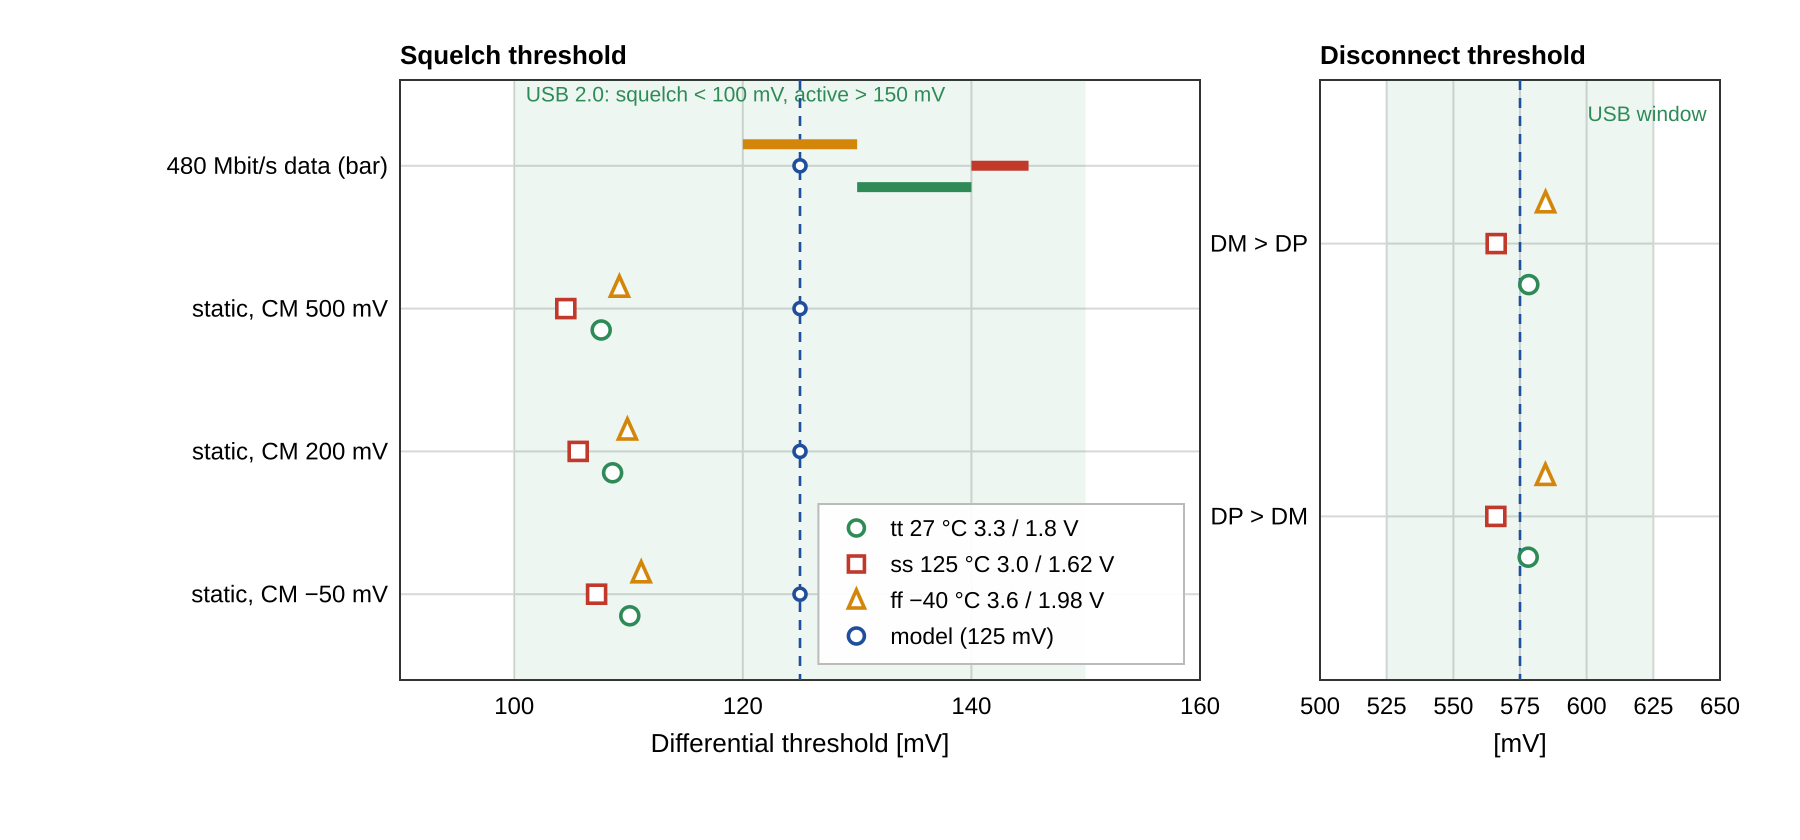 Squelch threshold
USB 2.0: squelch < 100 mV, active > 150 mV
480 Mbit/s data (bar)
static, CM 500 mV
static, CM 200 mV
static, CM −50 mV
tt 27 °C 3.3 / 1.8 V
ss 125 °C 3.0 / 1.62 V
ff −40 °C 3.6 / 1.98 V
model (125 mV)
100 120 140 160
Differential threshold [mV]
Disconnect threshold
USB window
DM > DP
DP > DM
500 525 550 575 600 625 650
[mV]